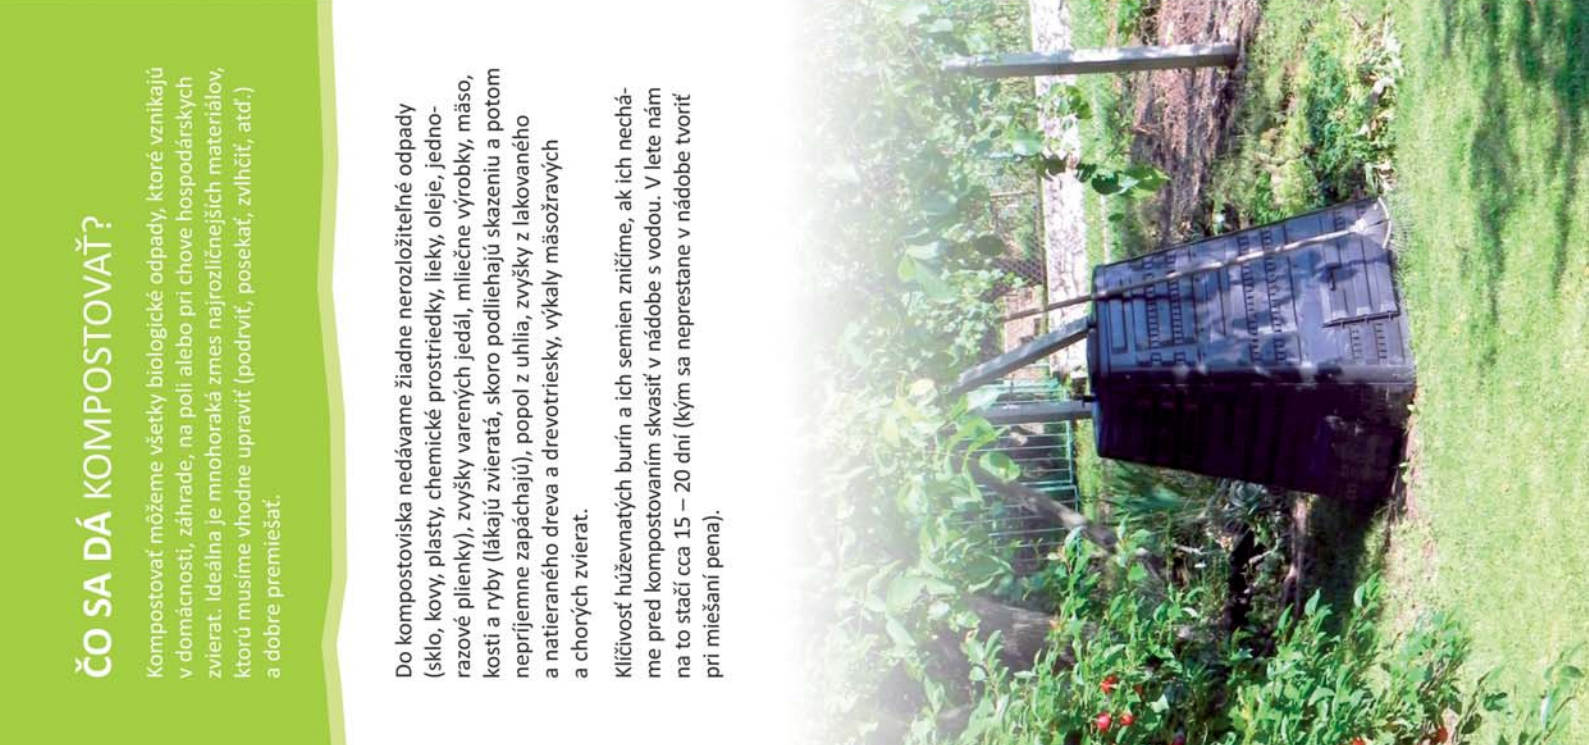 ČO SA DÁ KOMPOSTOVAŤ?
Kompostovať môžeme všetky biologické odpady, ktoré vznikajú
v domácnosti, záhrade, na poli alebo pri chove hospodárskych
zvierat. Ideálna je mnohoraká zmes najrozličnejších materiálov,
ktorú musíme vhodne upraviť (podrviť, posekať, zvlhčiť, atď.)
a dobre premiešať.
Do kompostoviska nedávame žiadne nerozložiteľné odpady
(sklo, kovy, plasty, chemické prostriedky, lieky, oleje, jedno-
razové plienky), zvyšky varených jedál, mliečne výrobky, mäso,
kosti a ryby (lákajú zvieratá, skoro podliehajú skazeniu a potom
nepríjemne zapáchajú), popol z uhlia, zvyšky z lakovaného
a natieraného dreva a drevotriesky, výkaly mäsožravých
a chorých zvierat.
Klíčivosť húževnatých burín a ich semien zničíme, ak ich nechá-
me pred kompostovaním skvasiť v nádobe s vodou. V lete nám
na to stačí cca 15 – 20 dní (kým sa neprestane v nádobe tvoriť
pri miešaní pena).